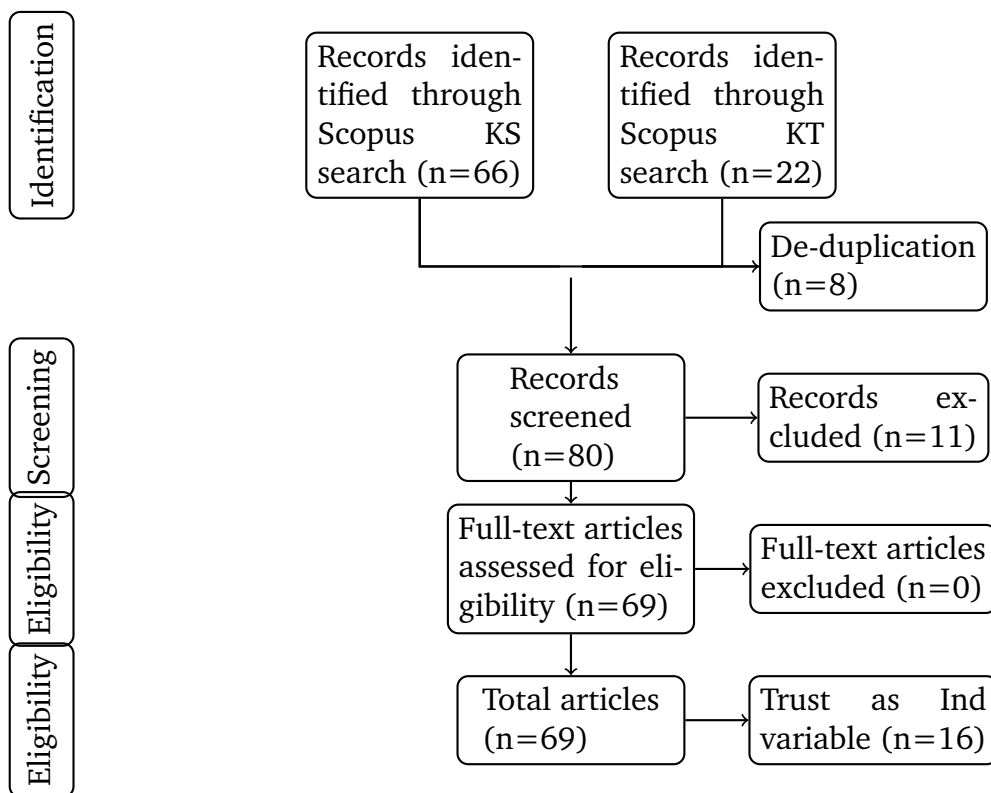 Identification
Records iden-
tified through
Scopus KS
search (n=66)
Records iden-
tified through
Scopus KT
search (n=22)
De-duplication
(n=8)
Screening
Records
screened
(n=80)
Records ex-
cluded (n=11)
Eligibility
Full-text articles
assessed for eli-
gibility (n=69)
Full-text articles
excluded (n=0)
Eligibility
Total articles
(n=69)
Trust as Ind
variable (n=16)